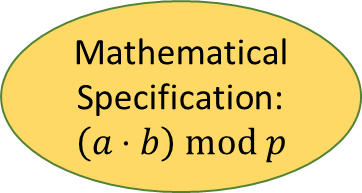 Mathematical
Specification:
(a · b) mod p